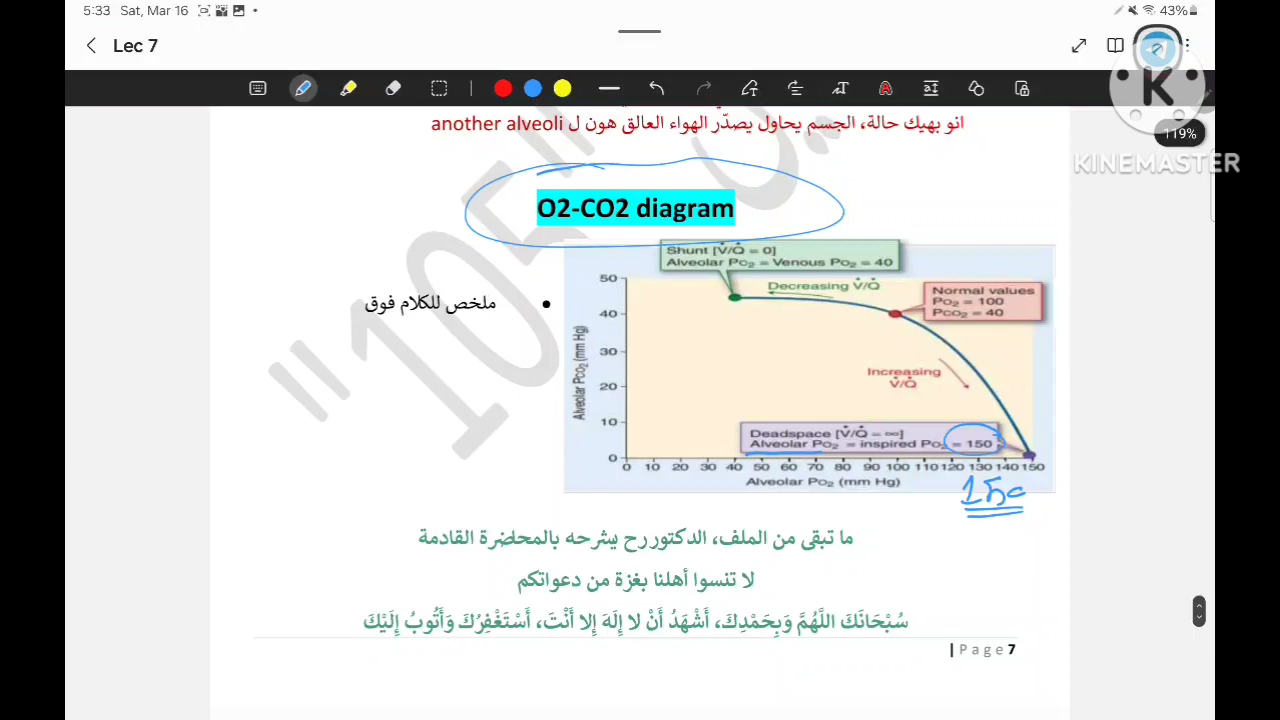 5:33 Sat, Mar 16
43%
Lec 7
119%
KINEMASTER
انو بهيك حالة، الجسم يحاول يصدّر الهواء العالق هون ل another alveoli
O2-CO2 diagram
• ملخص للكلام فوق
Shunt [V̇/Q̇ = 0]
Alveolar PO2 = Venous PO2 = 40
Decreasing V̇/Q̇
Normal values
PO2 = 100
PCO2 = 40
Increasing
V̇/Q̇
Deadspace [V̇/Q̇ = ∞]
Alveolar PO2 = inspired PO2 = 150
Alveolar PCO2 (mm Hg)
50
40
30
20
10
0
0 10 20 30 40 50 60 70 80 90 100 110 120 130 140 150
Alveolar PO2 (mm Hg)
150
ما تبقى من الملف، الدكتور رح يشرحه بالمحاضرة القادمة
لا تنسوا أهلنا بغزة من دعواتكم
سُبْحَانَكَ اللَّهُمَّ وَبِحَمْدِكَ، أَشْهَدُ أَنْ لا إِلَهَ إِلا أَنْتَ، أَسْتَغْفِرُكَ وَأَتُوبُ إِلَيْكَ
| Page 7